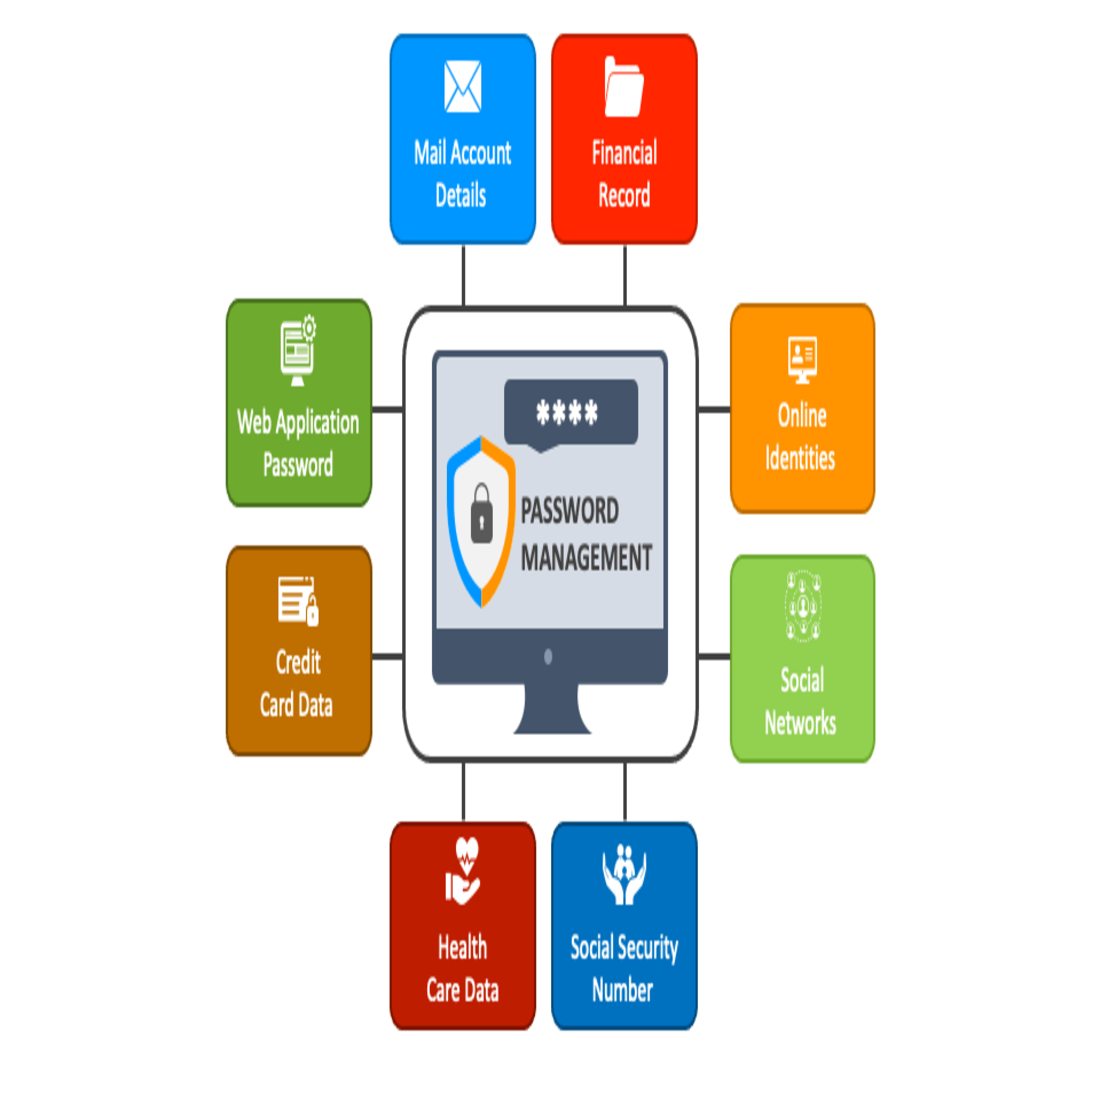 Mail Account
Details
Financial
Record
Web Application
Password
Online
Identities
****
PASSWORD
MANAGEMENT
Credit
Card Data
Social
Networks
Health
Care Data
Social Security
Number